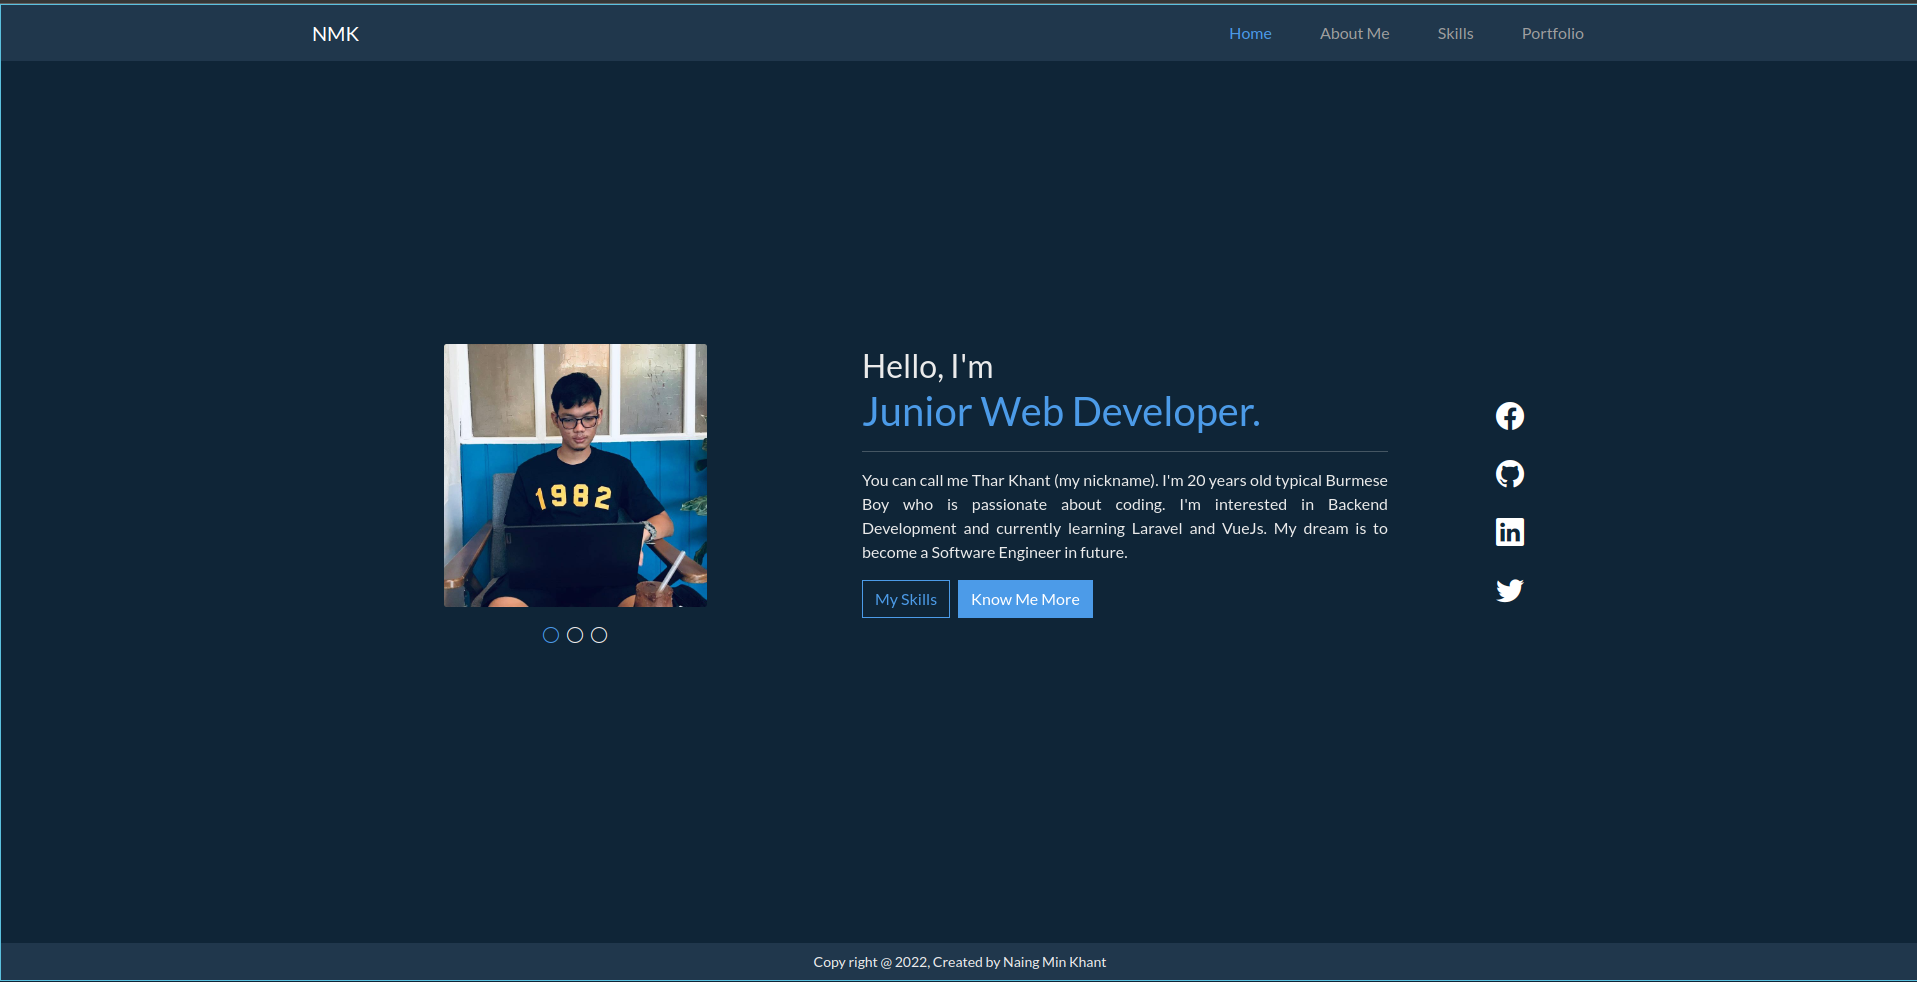 NMK
Home
About Me
Skills
Portfolio
1982
Hello, I'm
Junior Web Developer.
You can call me Thar Khant (my nickname). I'm 20 years old typical Burmese
Boy who is passionate about coding. I'm interested in Backend
Development and currently learning Laravel and VueJs. My dream is to
become a Software Engineer in future.
My Skills
Know Me More
Copy right @ 2022, Created by Naing Min Khant